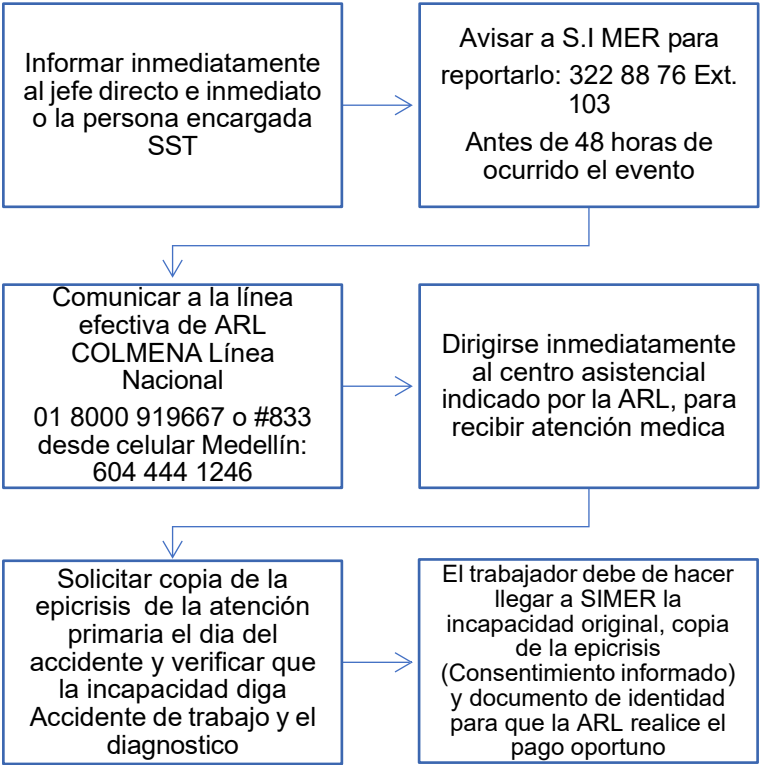 Informar inmediatamente
al jefe directo e inmediato
o la persona encargada
SST
Avisar a S.I MER para
reportarlo: 322 88 76 Ext.
103
Antes de 48 horas de
ocurrido el evento
Comunicar a la línea
efectiva de ARL
COLMENA Línea
Nacional
01 8000 919667 o #833
desde celular Medellín:
604 444 1246
Dirigirse inmediatamente
al centro asistencial
indicado por la ARL, para
recibir atención medica
Solicitar copia de la
epicrisis de la atención
primaria el dia del
accidente y verificar que
la incapacidad diga
Accidente de trabajo y el
diagnostico
El trabajador debe de hacer
llegar a SIMER la
incapacidad original, copia
de la epicrisis
(Consentimiento informado)
y documento de identidad
para que la ARL realice el
pago oportuno